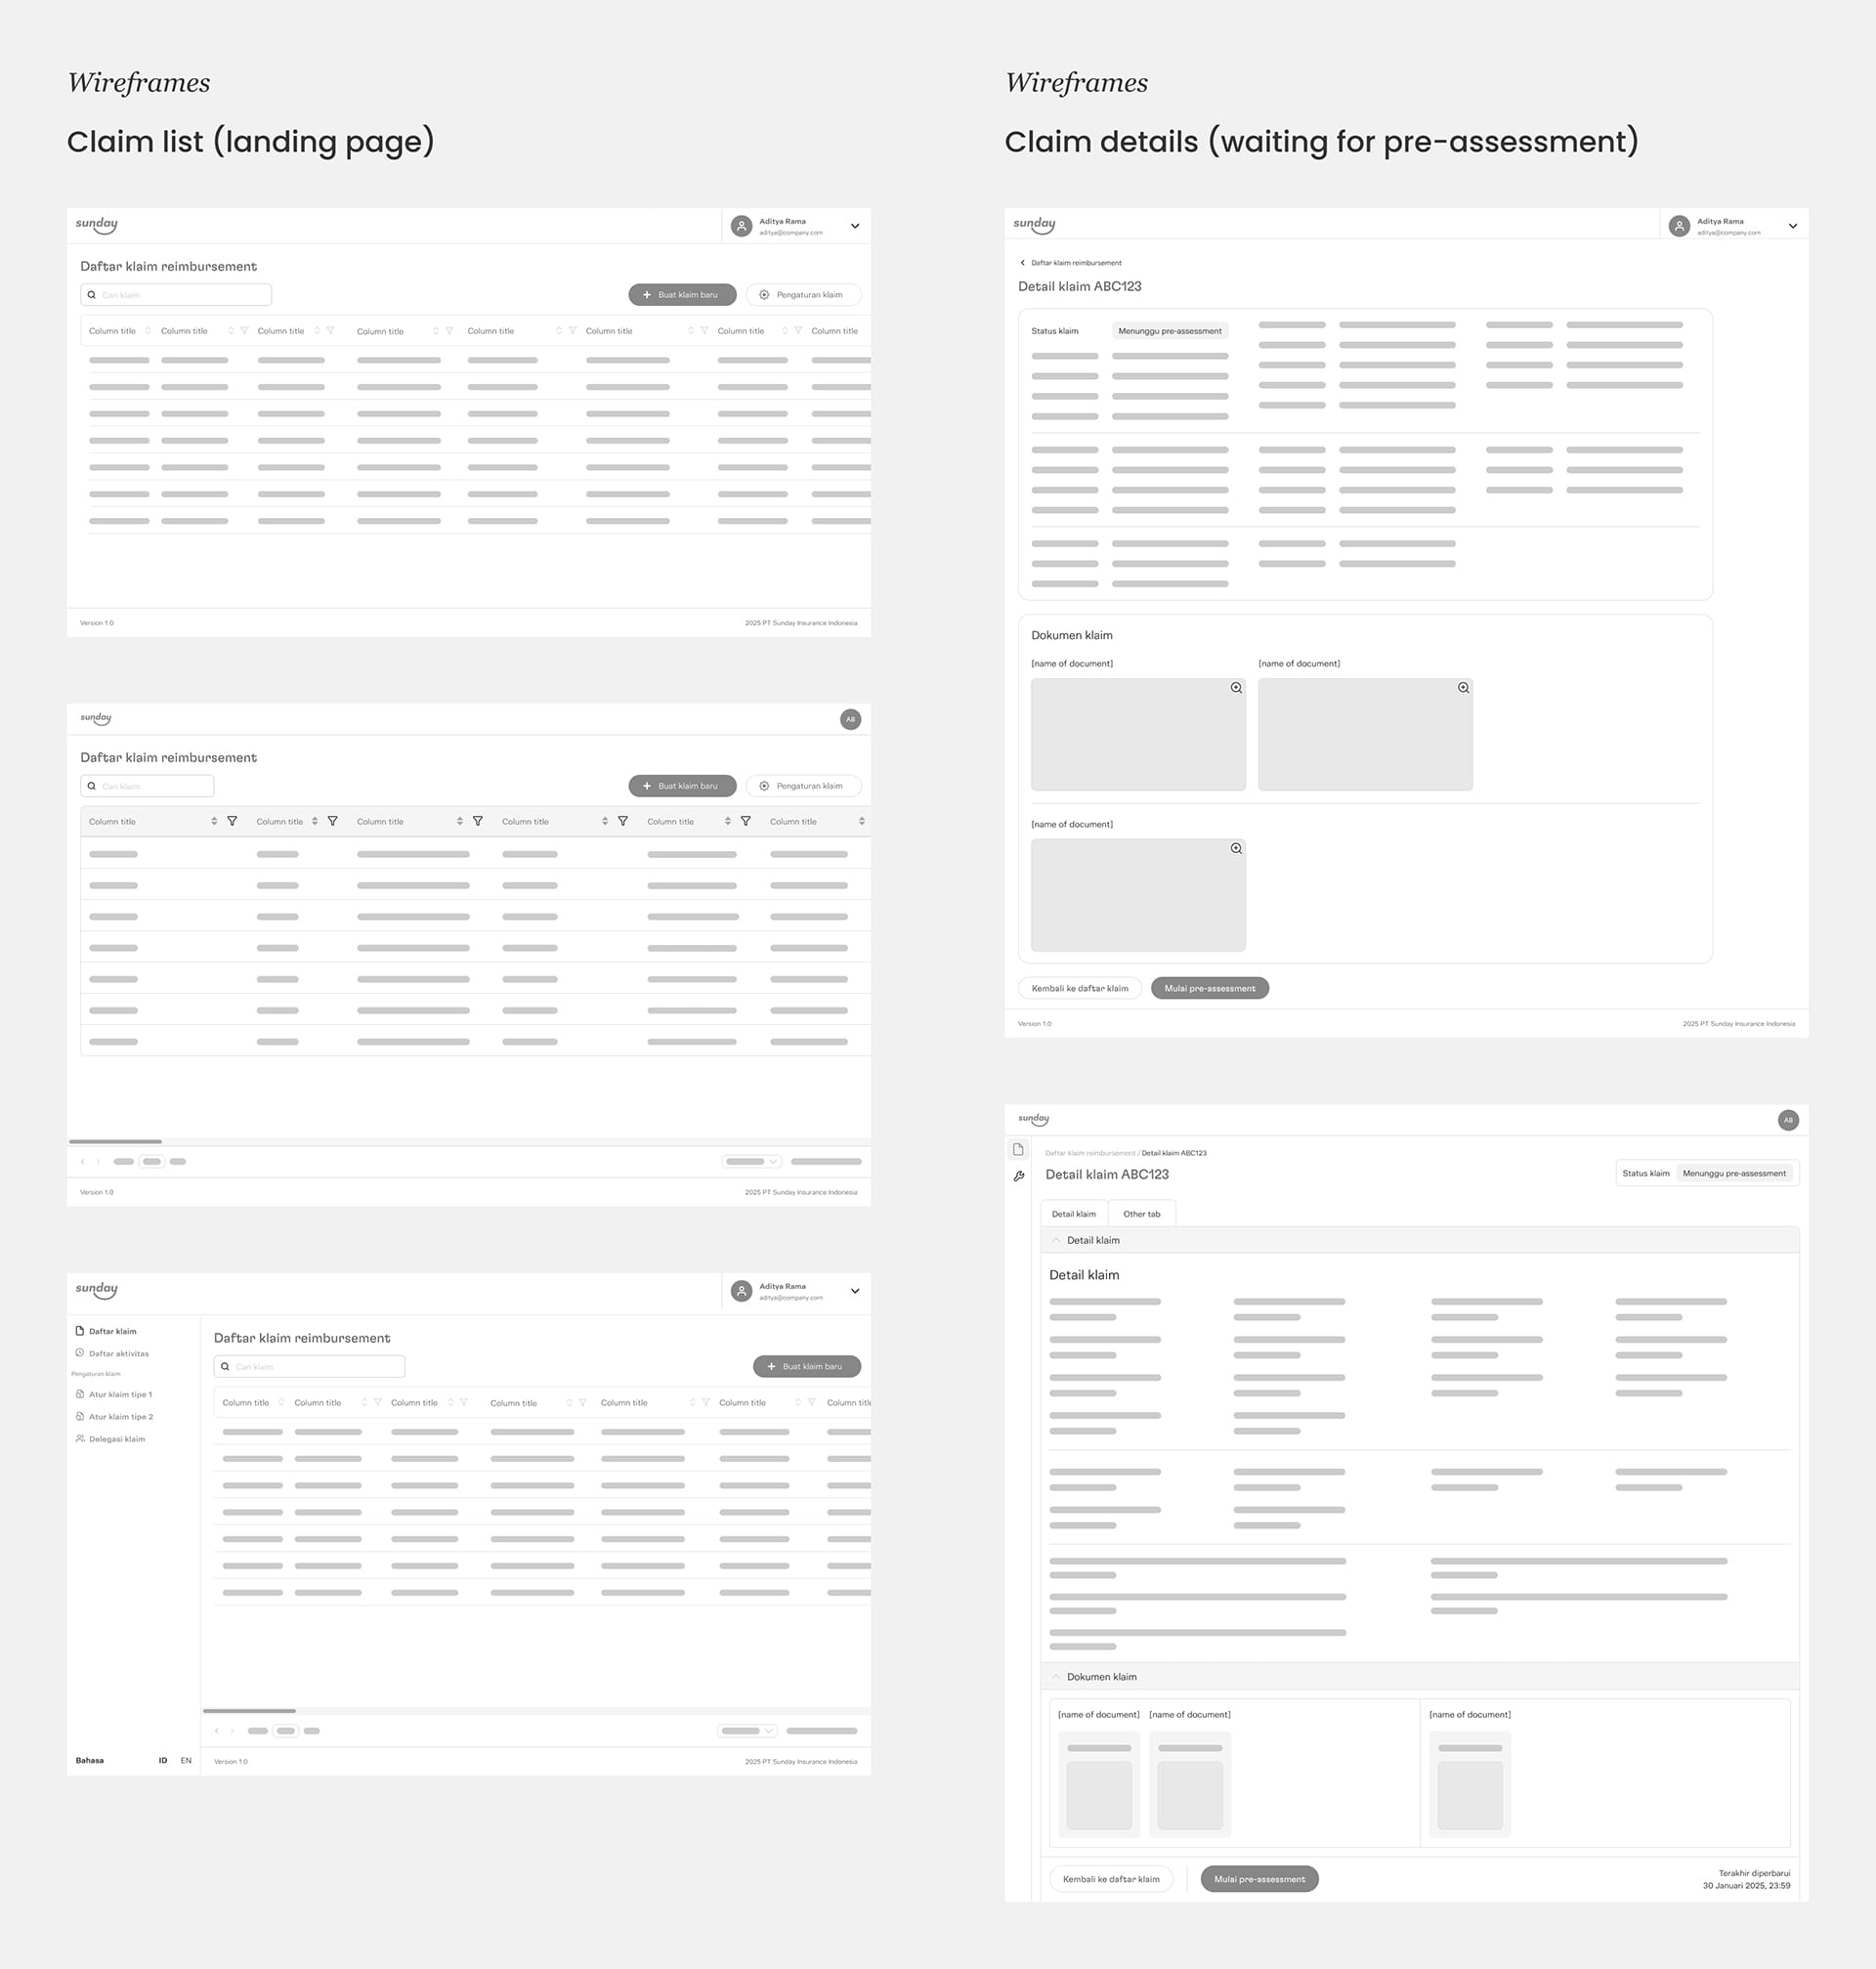 Wireframes
Claim list (landing page)
sunday
Aditya Rama
aditya@company.com
Daftar klaim reimbursement
Cari klaim
Buat klaim baru
Pengaturan klaim
Column title Column title Column title Column title Column title Column title Column title Column title
Version 1.0
2025 PT Sunday Insurance Indonesia
sunday
AB
Daftar klaim reimbursement
Cari klaim
Buat klaim baru
Pengaturan klaim
Column title Column title Column title Column title Column title Column title
Version 1.0
2025 PT Sunday Insurance Indonesia
sunday
Aditya Rama
aditya@company.com
Daftar klaim
Daftar aktivitas
Pengaturan klaim
Atur klaim tipe 1
Atur klaim tipe 2
Delegasi klaim
Bahasa ID EN
Daftar klaim reimbursement
Cari klaim
Buat klaim baru
Column title Column title Column title Column title Column title Column title Column title
Version 1.0
2025 PT Sunday Insurance Indonesia
Wireframes
Claim details (waiting for pre-assessment)
sunday
Aditya Rama
aditya@company.com
Daftar klaim reimbursement
Detail klaim ABC123
Status klaim Menunggu pre-assessment
Dokumen klaim
[name of document] [name of document]
[name of document]
Kembali ke daftar klaim
Mulai pre-assessment
Version 1.0
2025 PT Sunday Insurance Indonesia
sunday
AB
Daftar klaim reimbursement / Detail klaim ABC123
Detail klaim ABC123
Status klaim Menunggu pre-assessment
Detail klaim Other tab
Detail klaim
Detail klaim
Dokumen klaim
[name of document] [name of document] [name of document]
Kembali ke daftar klaim
Mulai pre-assessment
Terakhir diperbarui
30 Januari 2025, 23:59